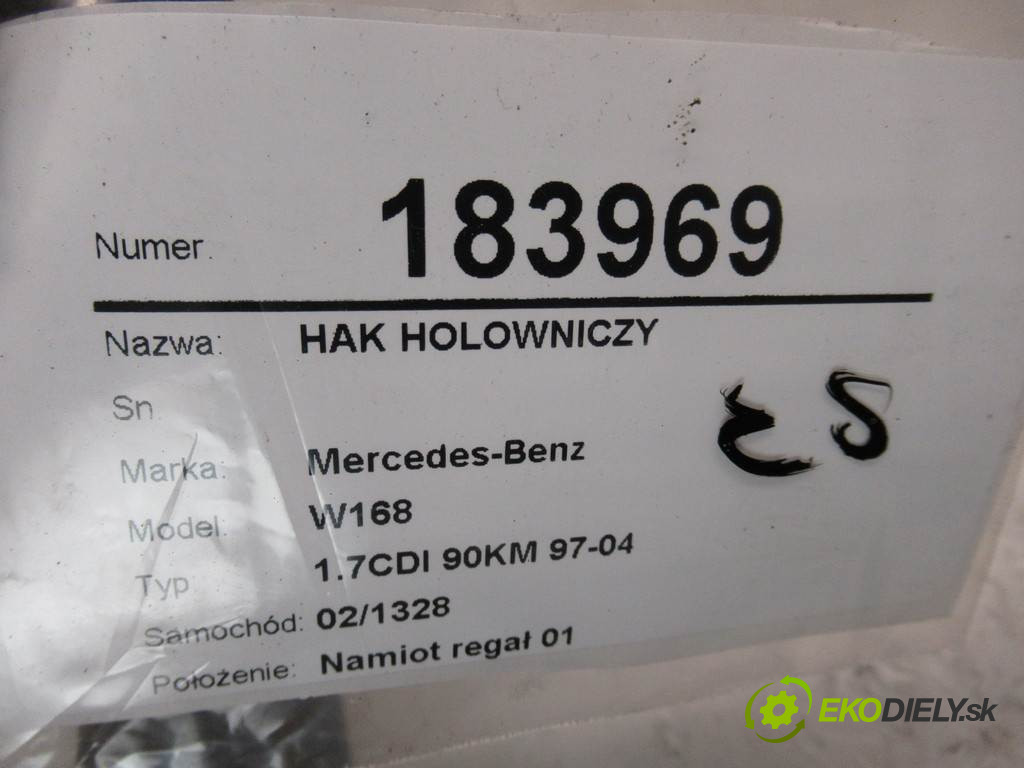 Numer. 183969
Nazwa: HAK HOLOWNICZY
Sn.
Marka: Mercedes-Benz
Model. W168
Typ 1.7CDI 90KM 97-04
Samochód: 02/1328
Położenie: Namiot regał 01
EKODIELY.sk